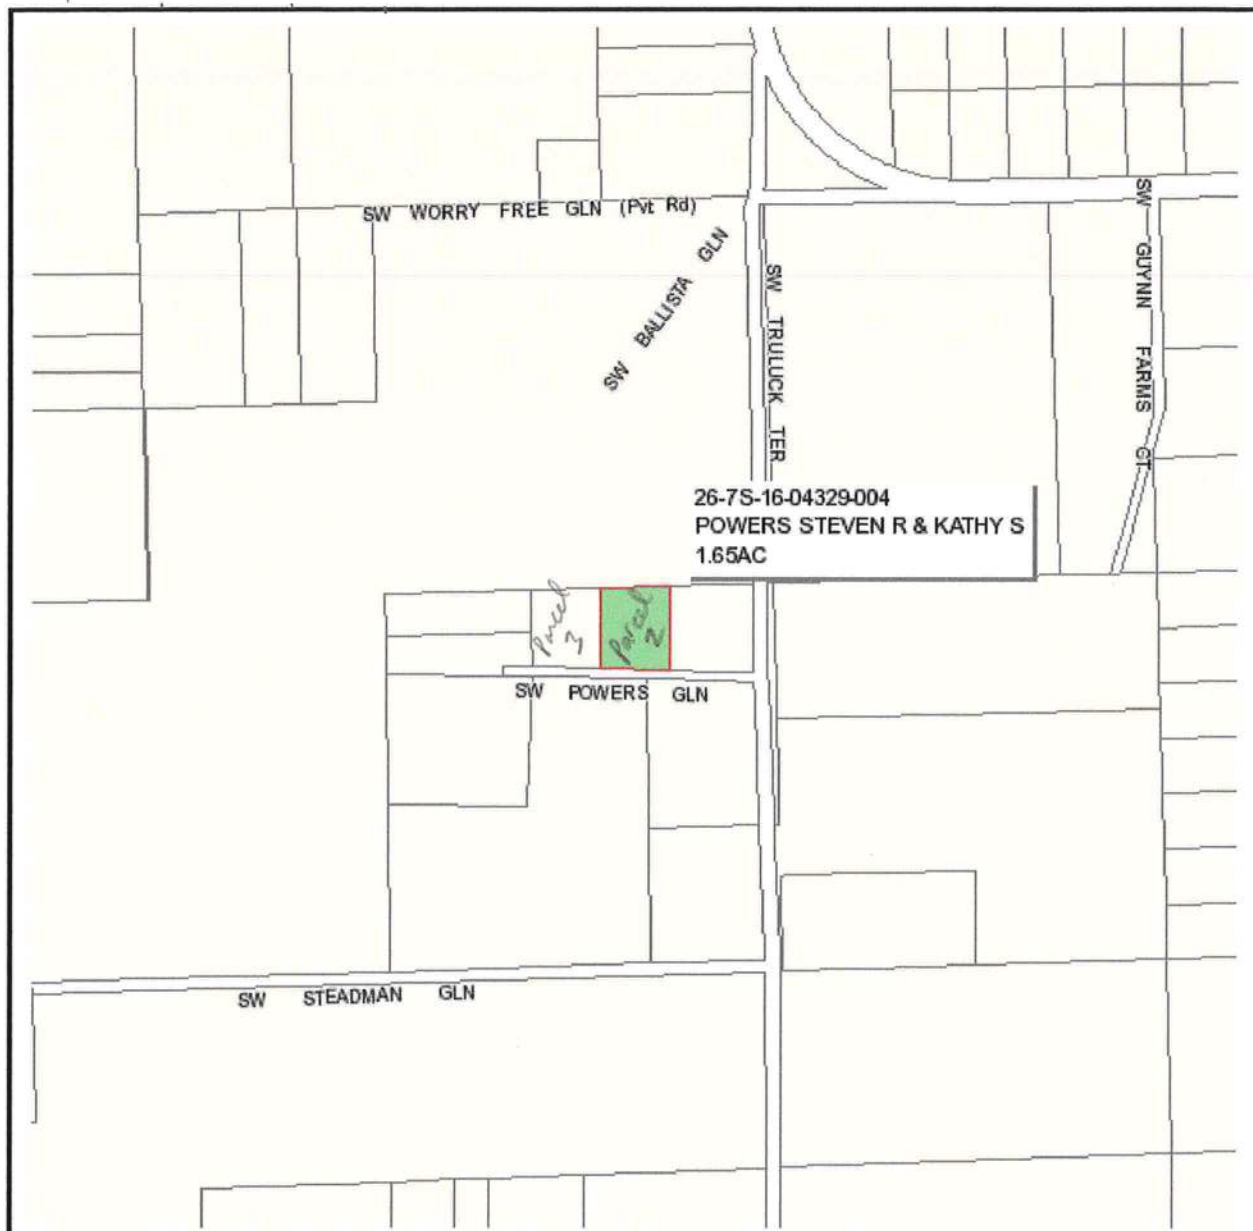 SW WORRY FREE GLN (Pvt Rd)
SW BALLISTA GLN
SW TRULUCK TER
SW GUYNN FARMS CT
26-7S-16-04329-004
POWERS STEVEN R & KATHY S
1.65AC
Parcel
3
Parcel
2
SW POWERS GLN
SW STEADMAN GLN